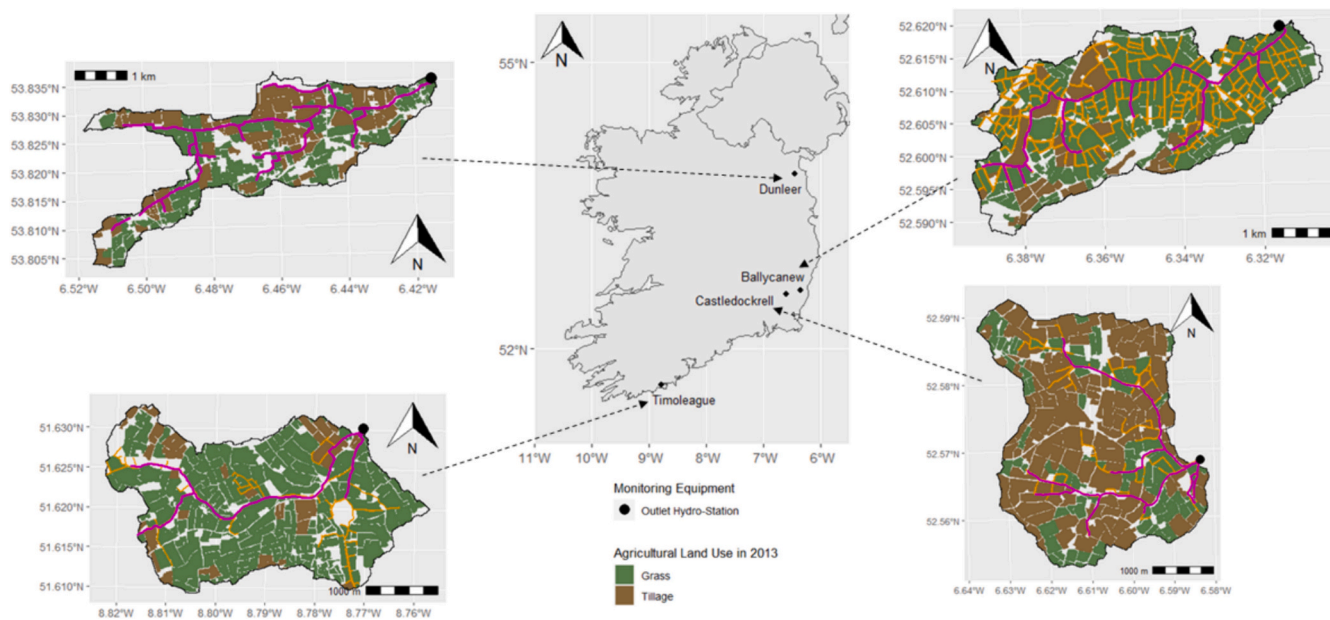 1 km
53.835°N
53.830°N
53.825°N
53.820°N
53.815°N
53.810°N
53.805°N
N
6.52°W 6.50°W 6.48°W 6.46°W 6.44°W 6.42°W
N
55°N
52°N
Dunleer
Ballycanew
Castledockrell
Timoleague
11°W 10°W 9°W 8°W 7°W 6°W
52.620°N
52.615°N
52.610°N
52.605°N
52.600°N
52.595°N
52.590°N
N
1 km
6.38°W 6.36°W 6.34°W 6.32°W
51.630°N
51.625°N
51.620°N
51.615°N
51.610°N
N
1000 m
8.82°W 8.81°W 8.80°W 8.79°W 8.78°W 8.77°W 8.76°W
Monitoring Equipment
Outlet Hydro-Station
Agricultural Land Use in 2013
Grass
Tillage
52.59°N
52.58°N
52.57°N
52.56°N
N
1000 m
6.64°W 6.63°W 6.62°W 6.61°W 6.60°W 6.59°W 6.58°W